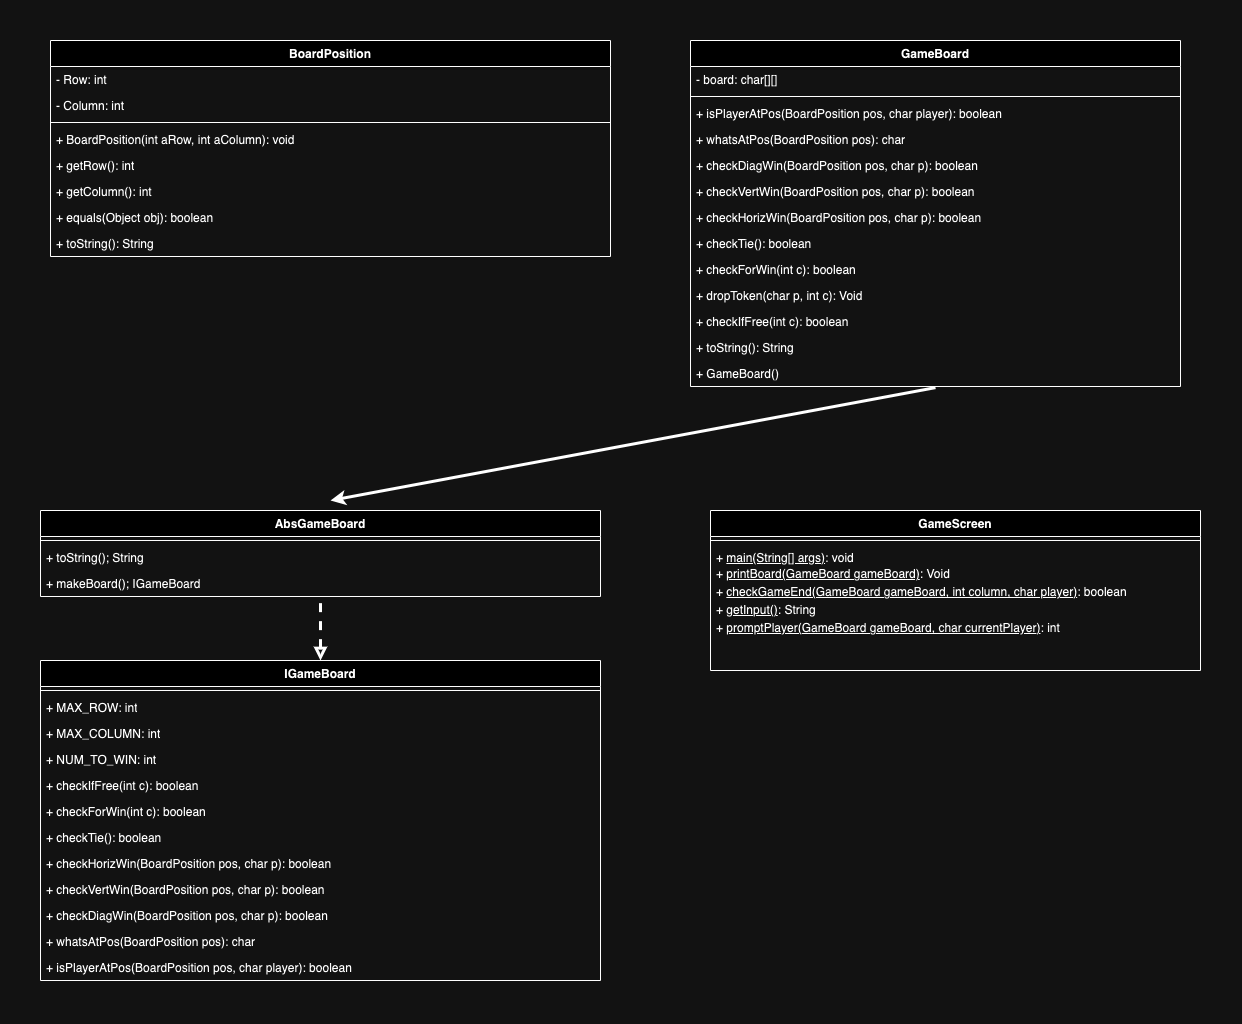 BoardPosition
- Row: int
- Column: int
+ BoardPosition(int aRow, int aColumn): void
+ getRow(): int
+ getColumn(): int
+ equals(Object obj): boolean
+ toString(): String
GameBoard
- board: char[][]
+ isPlayerAtPos(BoardPosition pos, char player): boolean
+ whatsAtPos(BoardPosition pos): char
+ checkDiagWin(BoardPosition pos, char p): boolean
+ checkVertWin(BoardPosition pos, char p): boolean
+ checkHorizWin(BoardPosition pos, char p): boolean
+ checkTie(): boolean
+ checkForWin(int c): boolean
+ dropToken(char p, int c): Void
+ checkIfFree(int c): boolean
+ toString(): String
+ GameBoard()
AbsGameBoard
+ toString(); String
+ makeBoard(); IGameBoard
GameScreen
+ main(String[] args): void
+ printBoard(GameBoard gameBoard): Void
+ checkGameEnd(GameBoard gameBoard, int column, char player): boolean
+ getInput(): String
+ promptPlayer(GameBoard gameBoard, char currentPlayer): int
IGameBoard
+ MAX_ROW: int
+ MAX_COLUMN: int
+ NUM_TO_WIN: int
+ checkIfFree(int c): boolean
+ checkForWin(int c): boolean
+ checkTie(): boolean
+ checkHorizWin(BoardPosition pos, char p): boolean
+ checkVertWin(BoardPosition pos, char p): boolean
+ checkDiagWin(BoardPosition pos, char p): boolean
+ whatsAtPos(BoardPosition pos): char
+ isPlayerAtPos(BoardPosition pos, char player): boolean